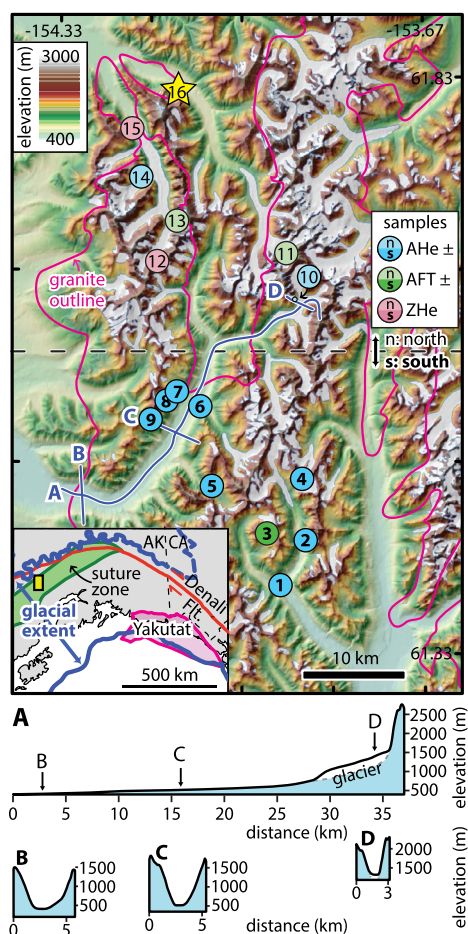 -154.33
-153.67
61.83
elevation (m)
3000
400
16
15
14
13
12
11
10
D
granite
outline
samples
n
s
AHe ±
n
s
AFT ±
n
s
ZHe
n: north
s: south
7
8
9
6
C
B
A
5
4
3
2
1
AK
CA
suture
zone
Denali
Flt.
glacial
extent
Yakutat
500 km
10 km
61.33
A
B
C
D
glacier
2500
2000
1500
1000
500
elevation (m)
0
5
10
15
20
25
30
35
distance (km)
B
1500
1000
500
0
5
C
1500
1000
500
0
5
distance (km)
D
2000
1500
0
3
elevation (m)